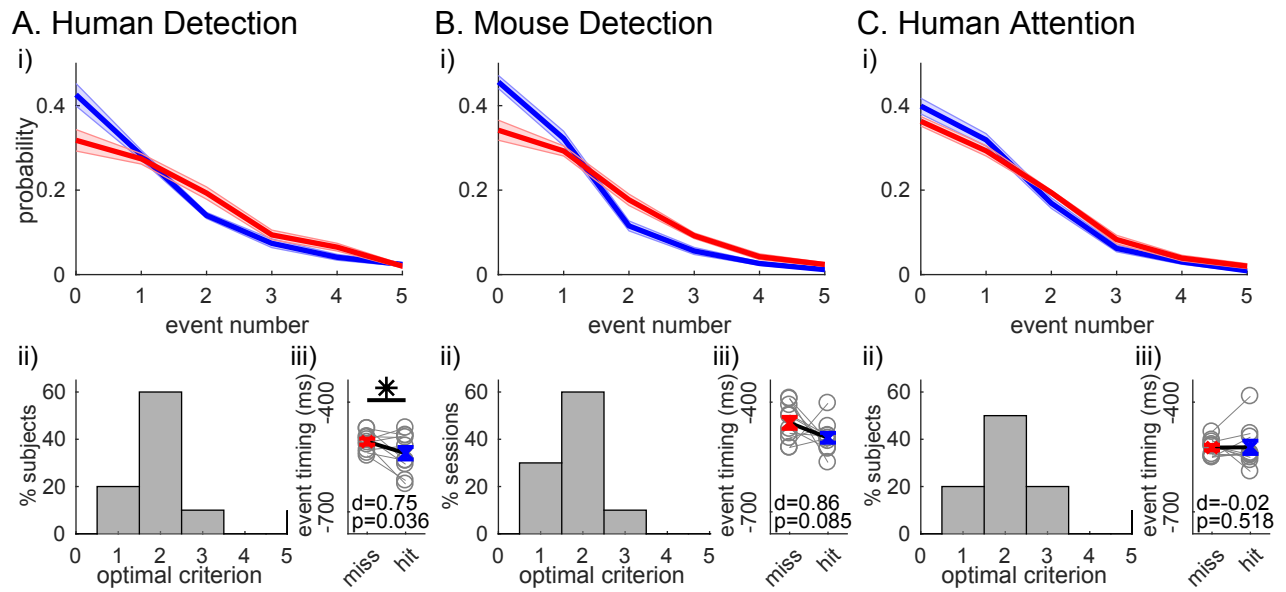 A. Human Detection
i)
probability
0.4
0.2
0
0 1 2 3 4 5
event number
ii)
% subjects
60
40
20
0
1 2 3 4 5
optimal criterion
iii)
event timing (ms)
-400
-700
d=0.75
p=0.036
miss hit
B. Mouse Detection
i)
0.4
0.2
0
0 1 2 3 4 5
event number
ii)
% sessions
60
40
20
0
1 2 3 4 5
optimal criterion
iii)
event timing (ms)
-400
-700
d=0.86
p=0.085
miss hit
C. Human Attention
i)
0.4
0.2
0
0 1 2 3 4 5
event number
ii)
% subjects
60
40
20
0
1 2 3 4 5
optimal criterion
iii)
event timing (ms)
-400
-700
d=-0.02
p=0.518
miss hit